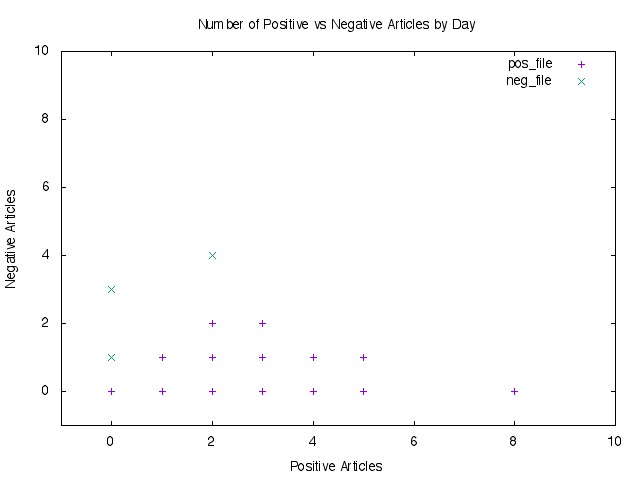 Number of Positive vs Negative Articles by Day
10
8
6
4
2
0
Negative Articles
pos_file
neg_file
0 2 4 6 8 10
Positive Articles